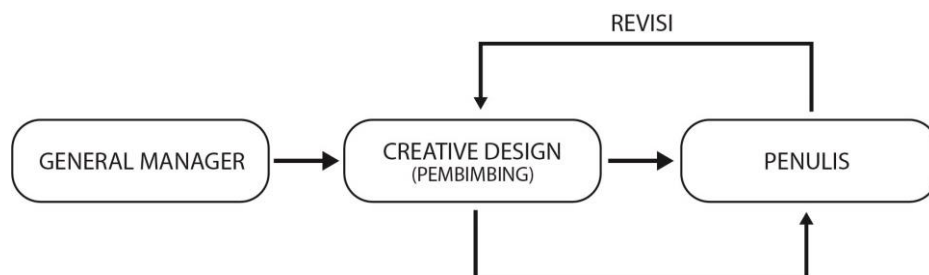 REVISI
GENERAL MANAGER
CREATIVE DESIGN
(PEMBIMBING)
PENULIS